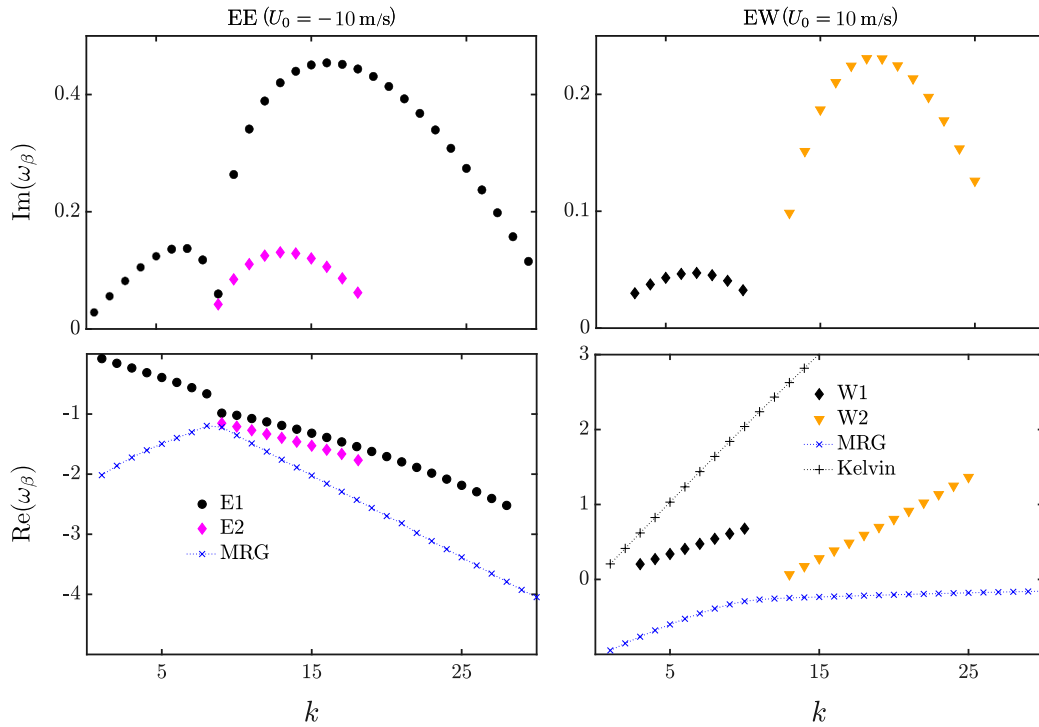 EE (U₀ = −10 m/s)
EW (U₀ = 10 m/s)
Im(ω_β)
0.4
0.2
0
0.2
0.1
0
Re(ω_β)
-1
-2
-3
-4
E1
E2
MRG
5
15
25
k
3
2
1
0
W1
W2
MRG
Kelvin
5
15
25
k